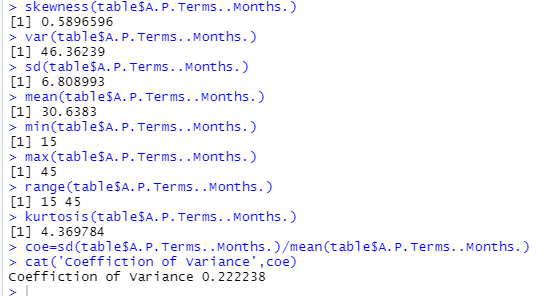 > skewness(table$A.P.Terms..Months.)
[1] 0.5896596
> var(table$A.P.Terms..Months.)
[1] 46.36239
> sd(table$A.P.Terms..Months.)
[1] 6.808993
> mean(table$A.P.Terms..Months.)
[1] 30.6383
> min(table$A.P.Terms..Months.)
[1] 15
> max(table$A.P.Terms..Months.)
[1] 45
> range(table$A.P.Terms..Months.)
[1] 15 45
> kurtosis(table$A.P.Terms..Months.)
[1] 4.369784
> coe=sd(table$A.P.Terms..Months.)/mean(table$A.P.Terms..Months.)
> cat('Coeffiction of Variance',coe)
Coeffiction of Variance 0.222238
>